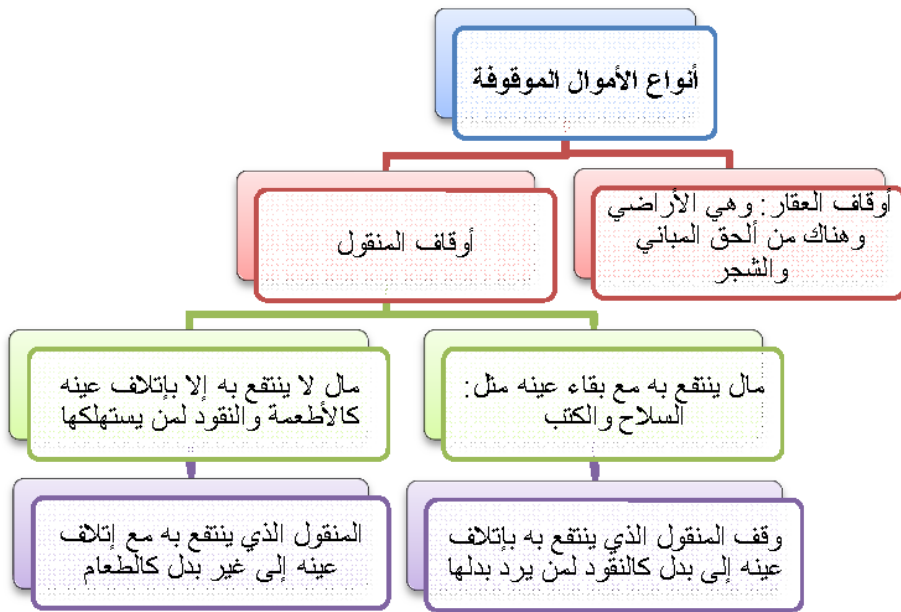 أنواع الأموال الموقوفة
أوقاف العقار: وهي الأراضي
وهناك من ألحق المباني
والشجر
أوقاف المنقول
مال ينتفع به مع بقاء عينه مثل:
السلاح والكتب
مال لا ينتفع به إلا بإتلاف عينه
كالأطعمة والنقود لمن يستهلكها
وقف المنقول الذي ينتفع به بإتلاف
عينه إلى بدل كالنقود لمن يرد بدلها
المنقول الذي ينتفع به مع إتلاف
عينه إلى غير بدل كالطعام